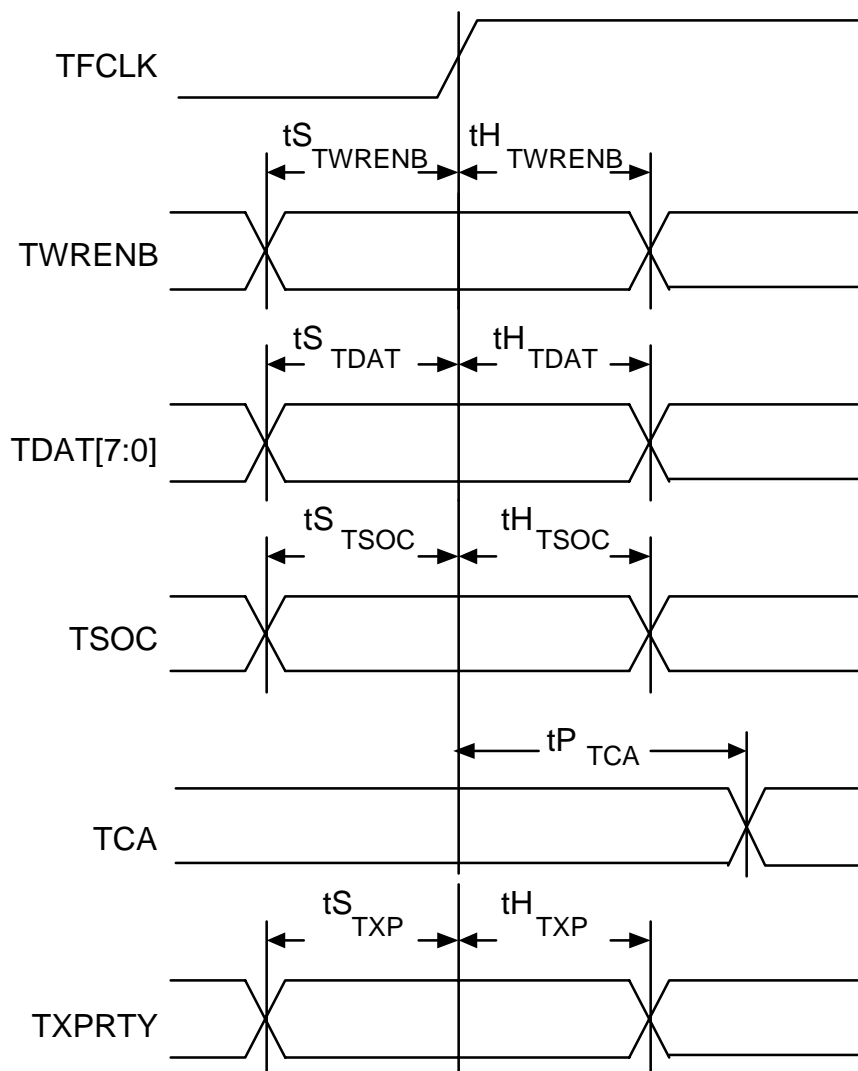 TFCLK
tS TWRENB tH TWRENB
TWRENB
tS TDAT tH TDAT
TDAT[7:0]
tS TSOC tH TSOC
TSOC
tP TCA
TCA
tS TXP tH TXP
TXPRTY